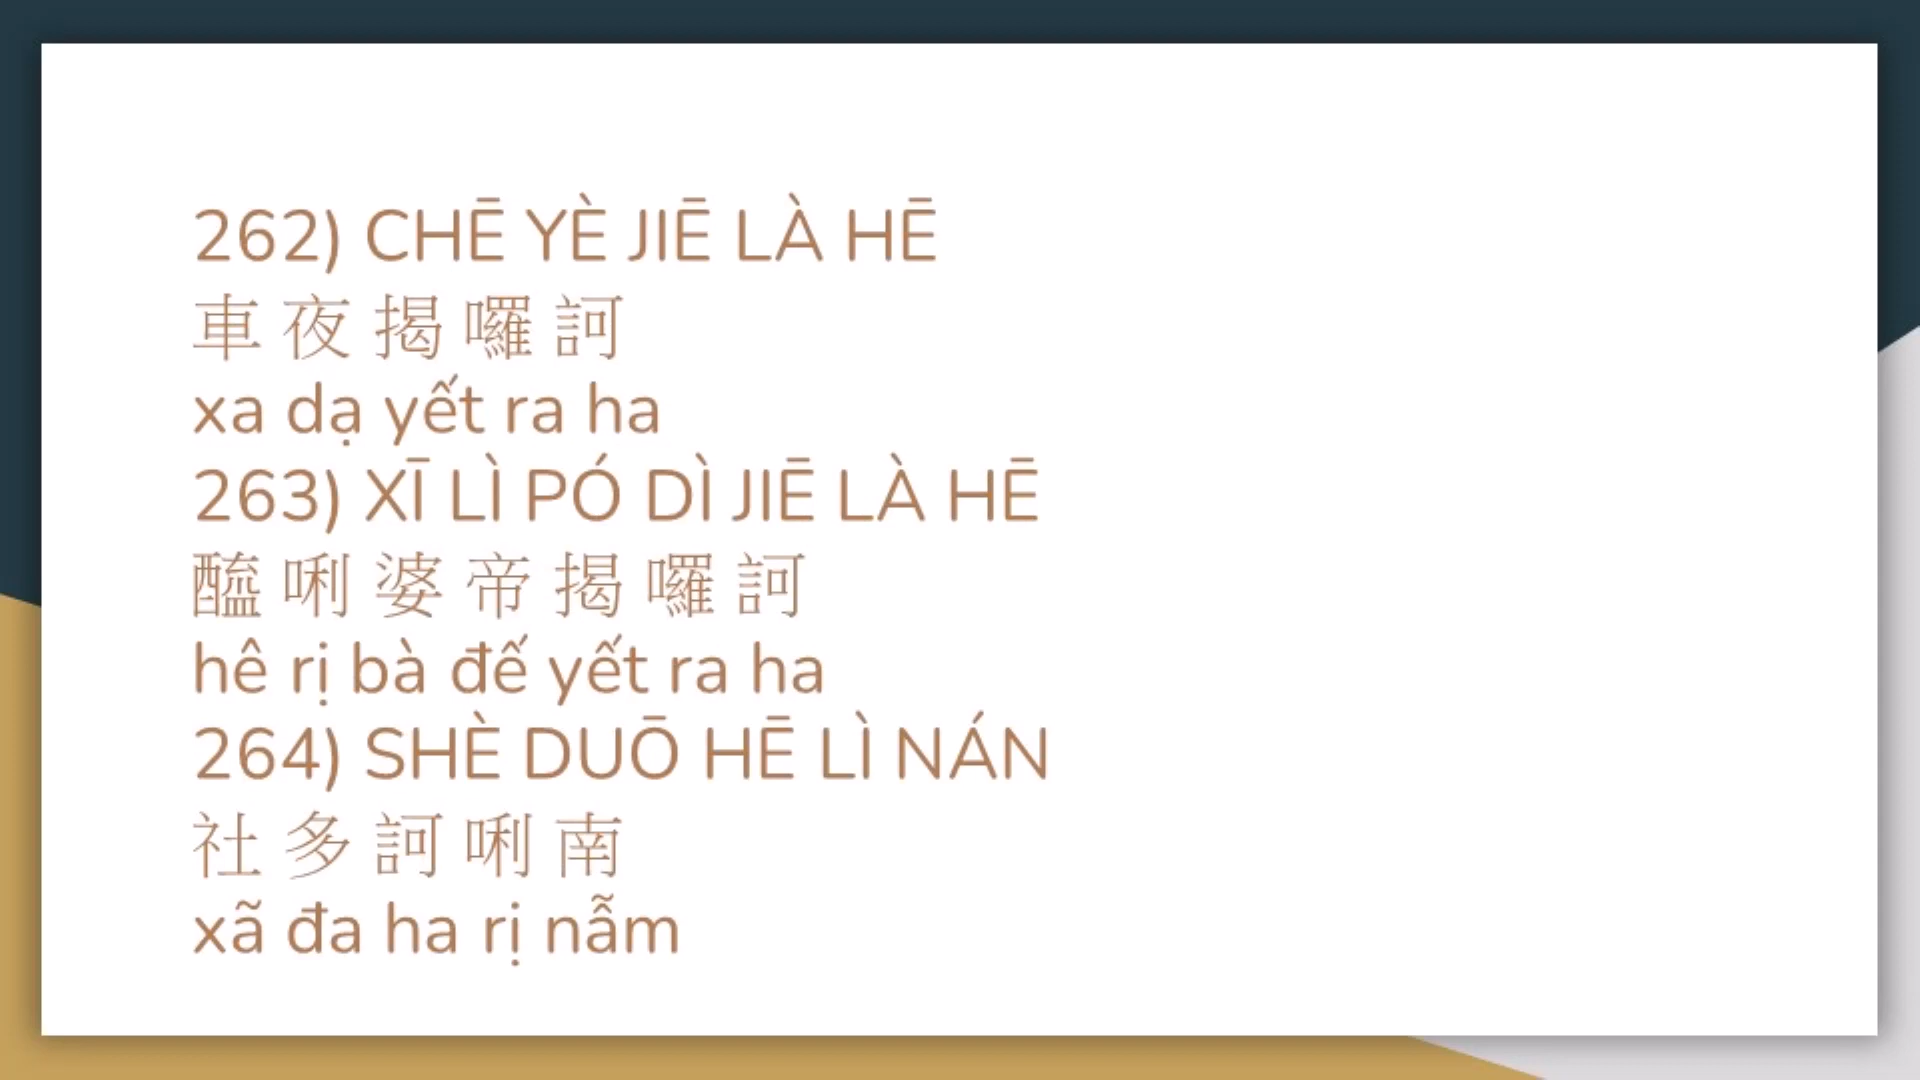 262) CHĒ YÈ JIĒ LÀ HĒ
車 夜 揭 囉 訶
xa dạ yết ra ha
263) XĪ LÌ PÓ DÌ JIĒ LÀ HĒ
醯 唎 婆 帝 揭 囉 訶
hê rị bà đế yết ra ha
264) SHÈ DUŌ HĒ LÌ NÁN
社 多 訶 唎 南
xã đa ha rị nẫm